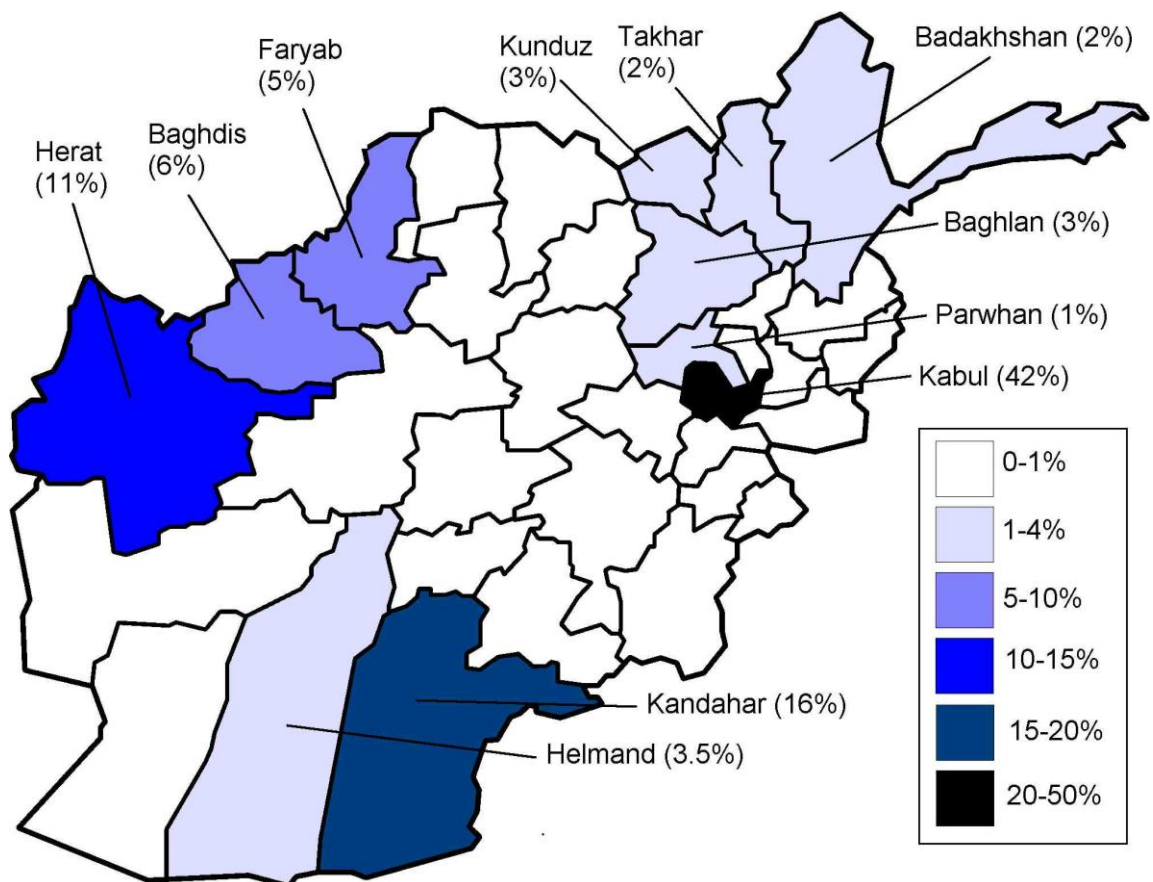 Faryab
(5%)
Kunduz
(3%)
Takhar
(2%)
Badakhshan (2%)
Baghdis
(6%)
Herat
(11%)
Baghlan (3%)
Parwhan (1%)
Kabul (42%)
Kandahar (16%)
Helmand (3.5%)
0-1%
1-4%
5-10%
10-15%
15-20%
20-50%